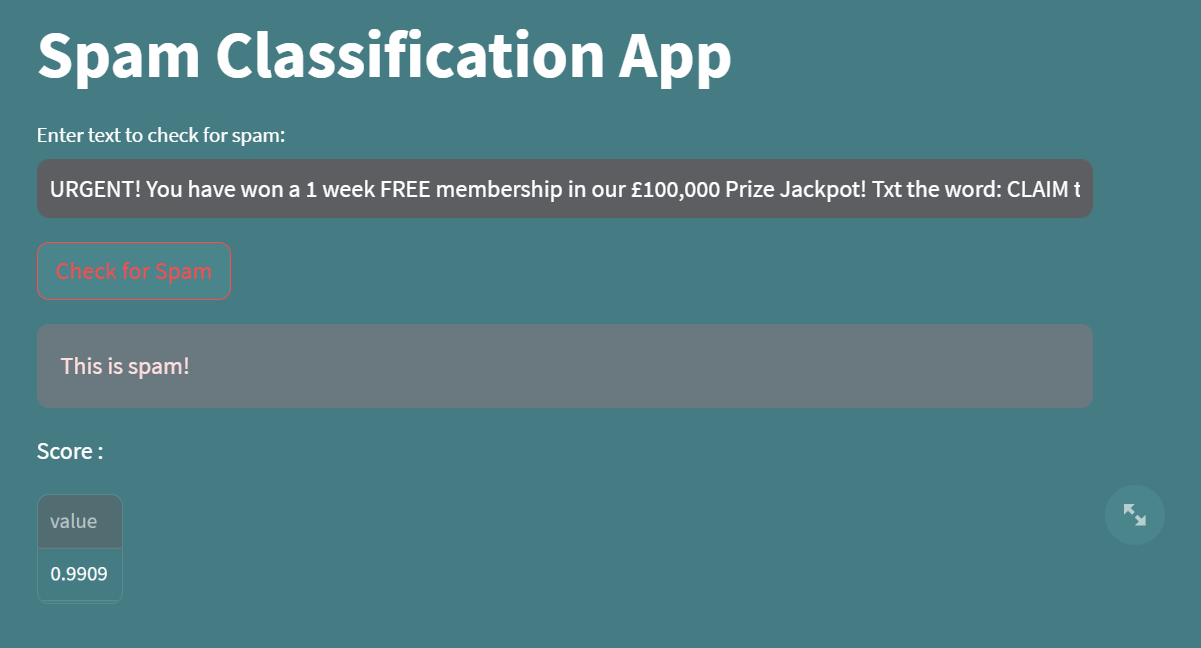 Spam Classification App
Enter text to check for spam:
URGENT! You have won a 1 week FREE membership in our £100,000 Prize Jackpot! Txt the word: CLAIM t
Check for Spam
This is spam!
Score :
value
0.9909